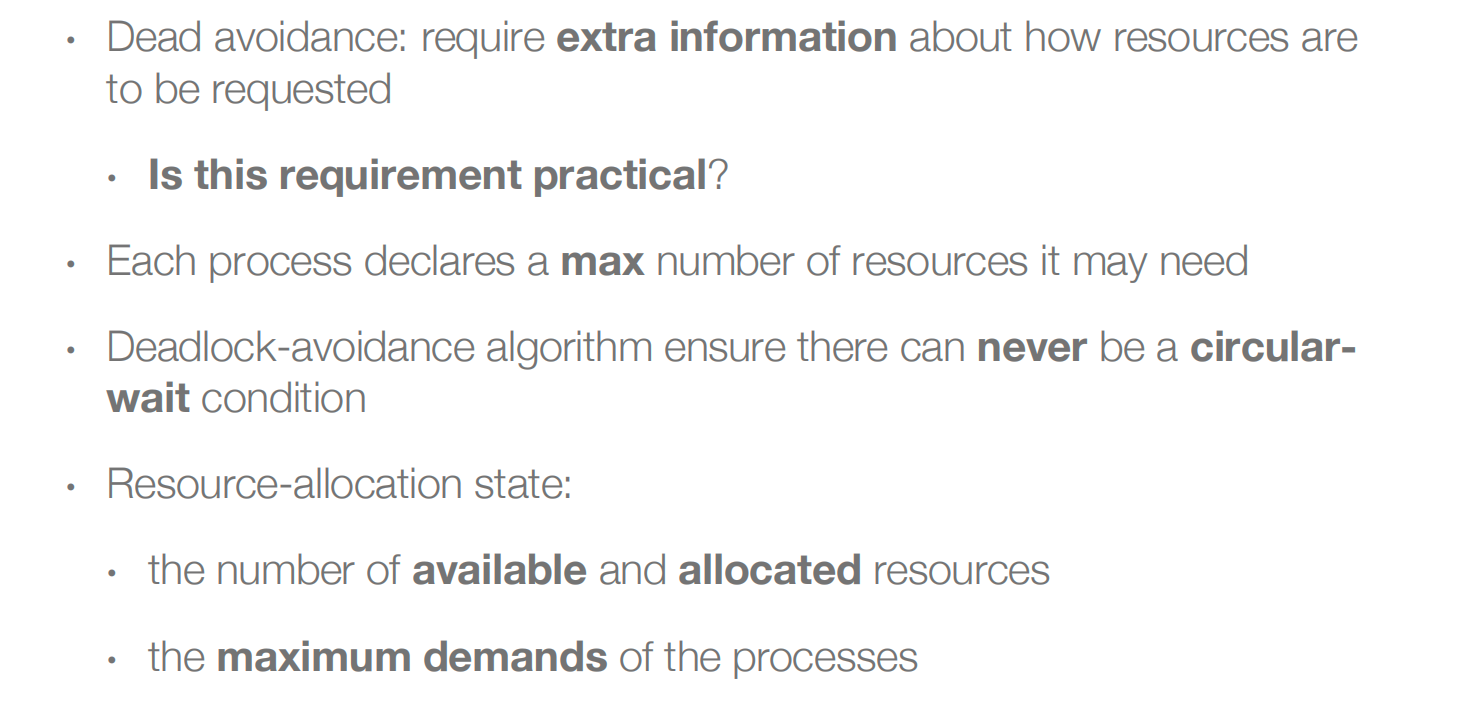 • Dead avoidance: require extra information about how resources are
to be requested
• Is this requirement practical?
• Each process declares a max number of resources it may need
• Deadlock-avoidance algorithm ensure there can never be a circular-
wait condition
• Resource-allocation state:
• the number of available and allocated resources
• the maximum demands of the processes